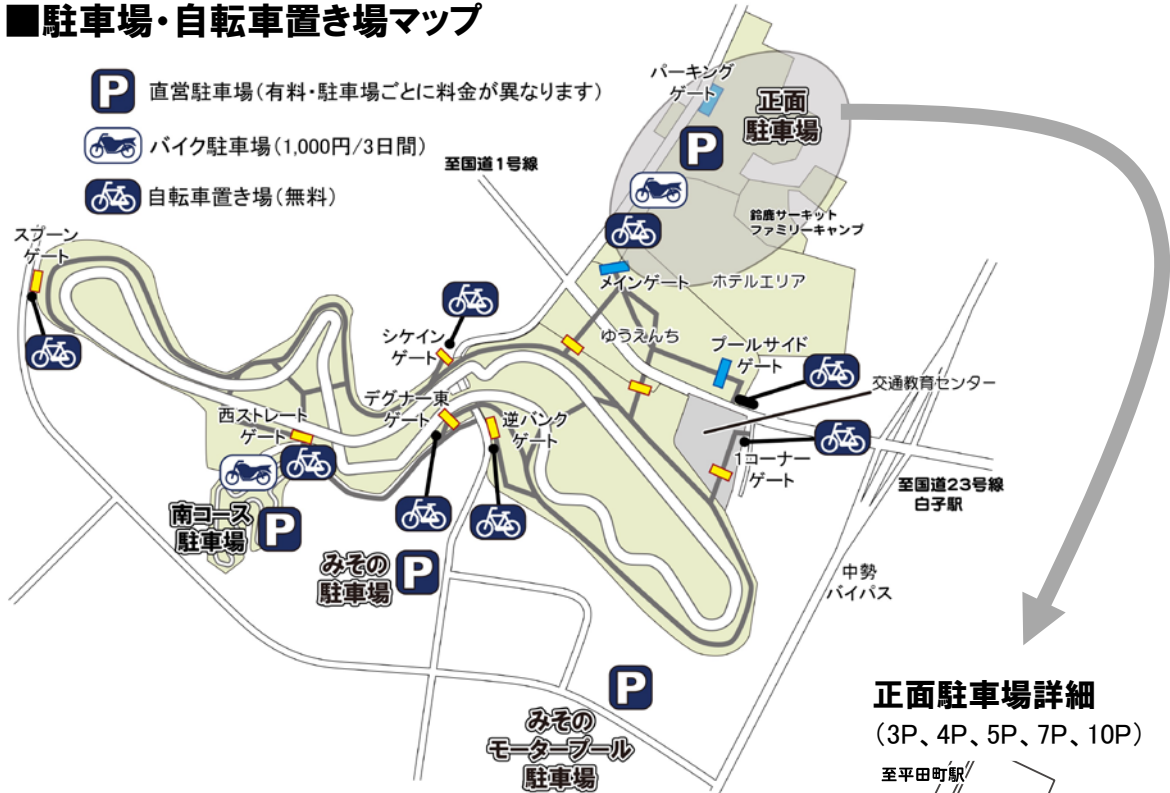 ■駐車場・自転車置き場マップ
P 直営駐車場(有料・駐車場ごとに料金が異なります)
バイク駐車場(1,000円/3日間)
自転車置き場(無料)
パーキング
ゲート
正面
駐車場
P
至国道1号線
鈴鹿サーキット
ファミリーキャンプ
スプーン
ゲート
メインゲート
ホテルエリア
シケイン
ゲート
ゆうえんち
プールサイド
ゲート
交通教育センター
デグナー東
ゲート
西ストレート
ゲート
逆バンク
ゲート
1コーナー
ゲート
至国道23号線
白子駅
南コース
駐車場
P
みその
駐車場
P
中勢
バイパス
P
みその
モータープール
駐車場
正面駐車場詳細
(3P、4P、5P、7P、10P)
至平田町駅